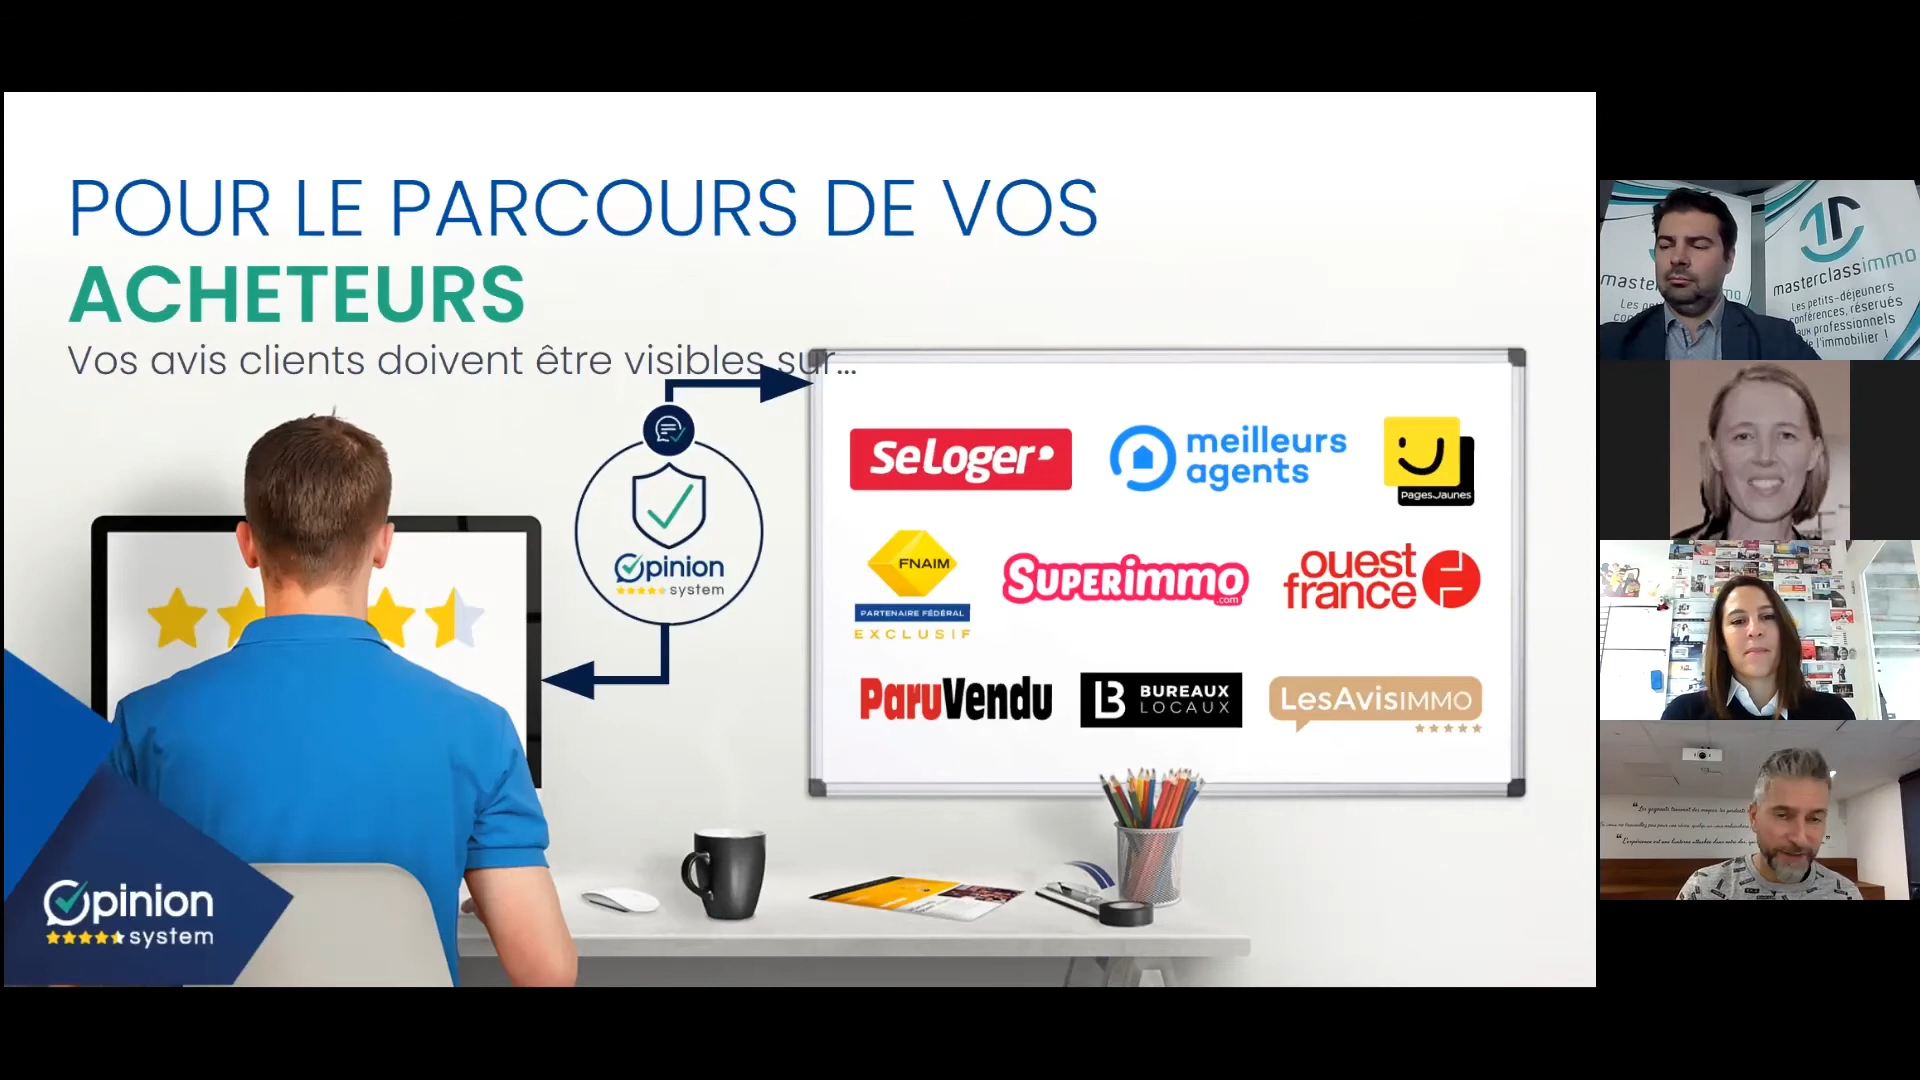 POUR LE PARCOURS DE VOS
ACHETEURS
Vos avis clients doivent être visibles sur...
SeLoger
meilleurs
agents
PagesJaunes
Opinion
system
FNAIM
PARTENAIRE FÉDÉRAL
EXCLUSIF
SUPERimmo
.com
ouest
france
ParuVendu
BUREAUX
LOCAUX
LesAvisIMMO
Opinion
system
masterclassimmo
Les petits-déjeuners
conférences, réservés
aux professionnels
de l'immobilier !